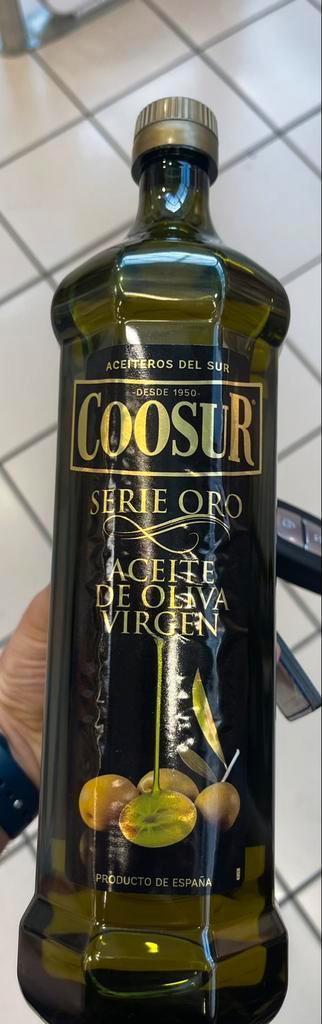 ACEITEROS DEL SUR
-DESDE 1950-
COOSUR®
SERIE ORO
ACEITE
DE OLIVA
VIRGEN
PRODUCTO DE ESPAÑA